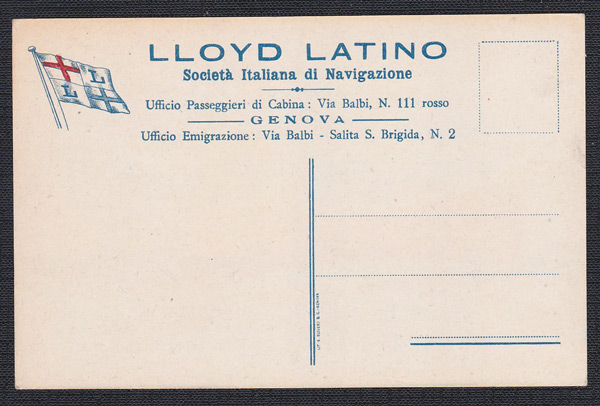 LLOYD LATINO
Società Italiana di Navigazione
Ufficio Passeggieri di Cabina: Via Balbi, N. 111 rosso
GENOVA
Ufficio Emigrazione: Via Balbi - Salita S. Brigida, N. 2
L
L